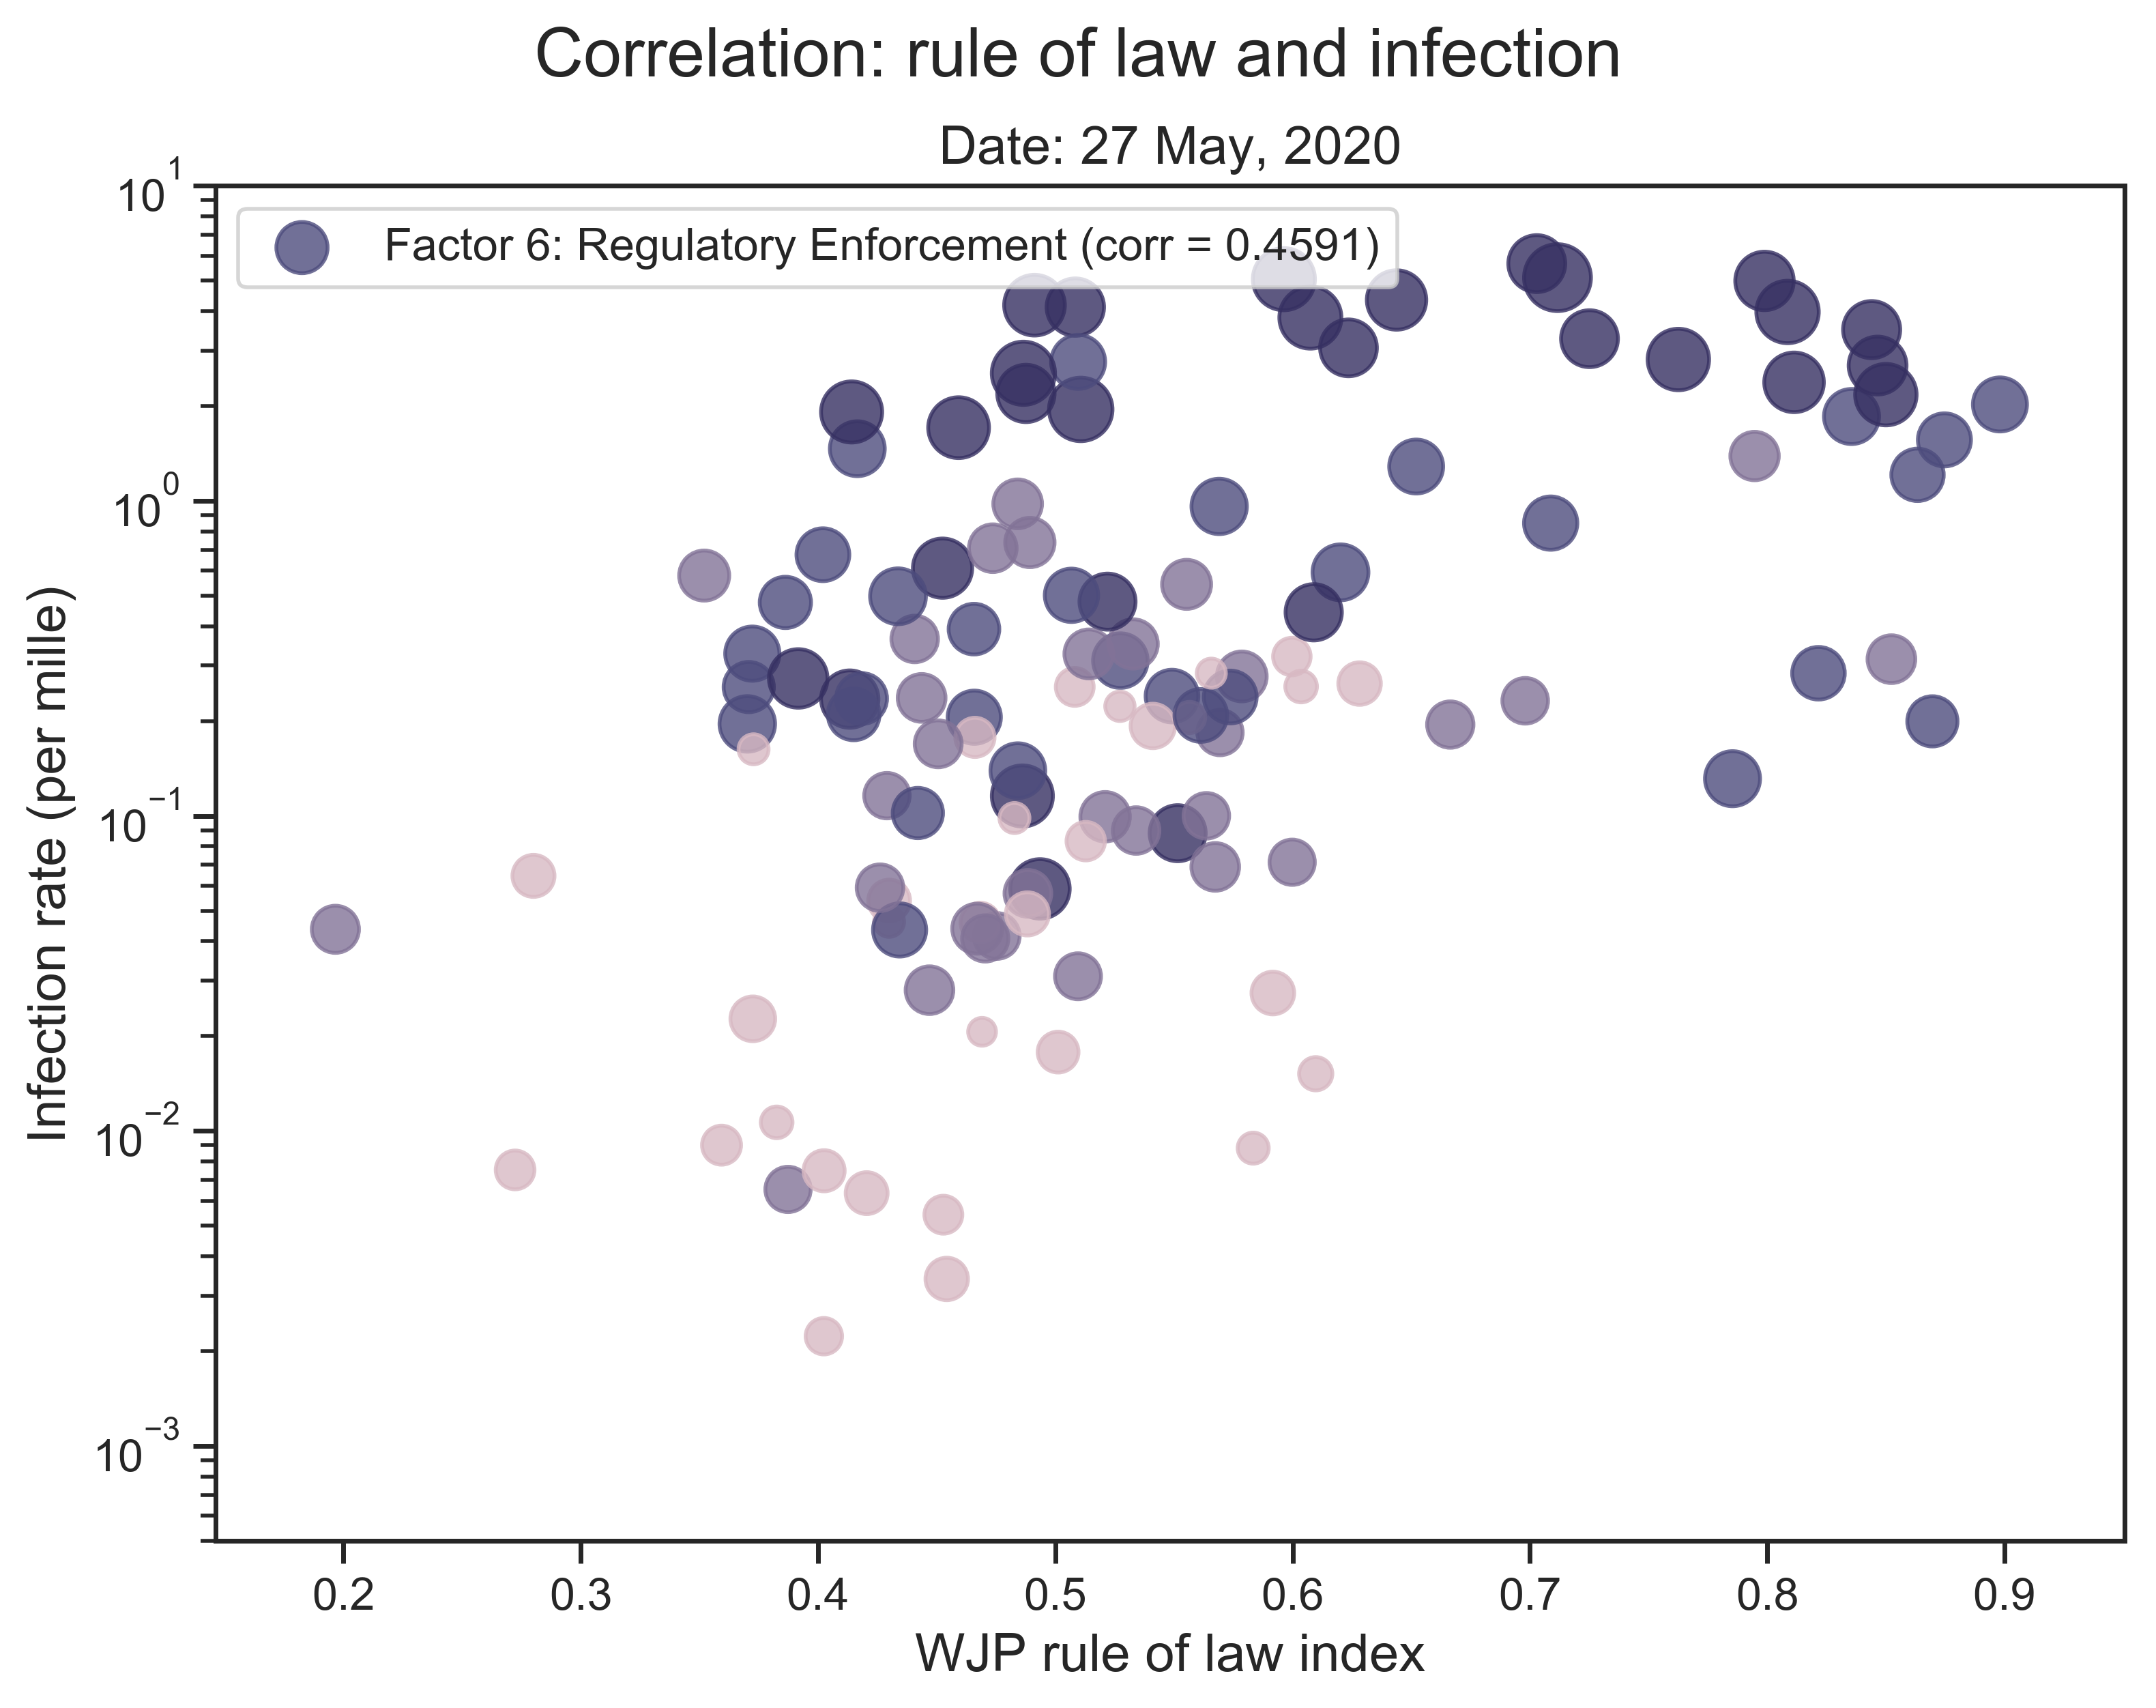 Correlation: rule of law and infection
Date: 27 May, 2020
Factor 6: Regulatory Enforcement (corr = 0.4591)
Infection rate (per mille)
10^1
10^0
10^−1
10^−2
10^−3
0.2 0.3 0.4 0.5 0.6 0.7 0.8 0.9
WJP rule of law index